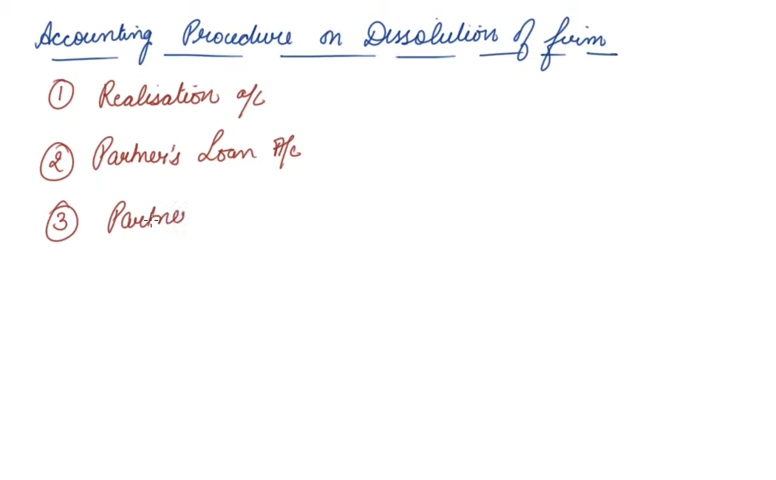 Accounting Procedure on Dissolution of firm
① Realisation a/c
② Partner's Loan A/c
③ Partne